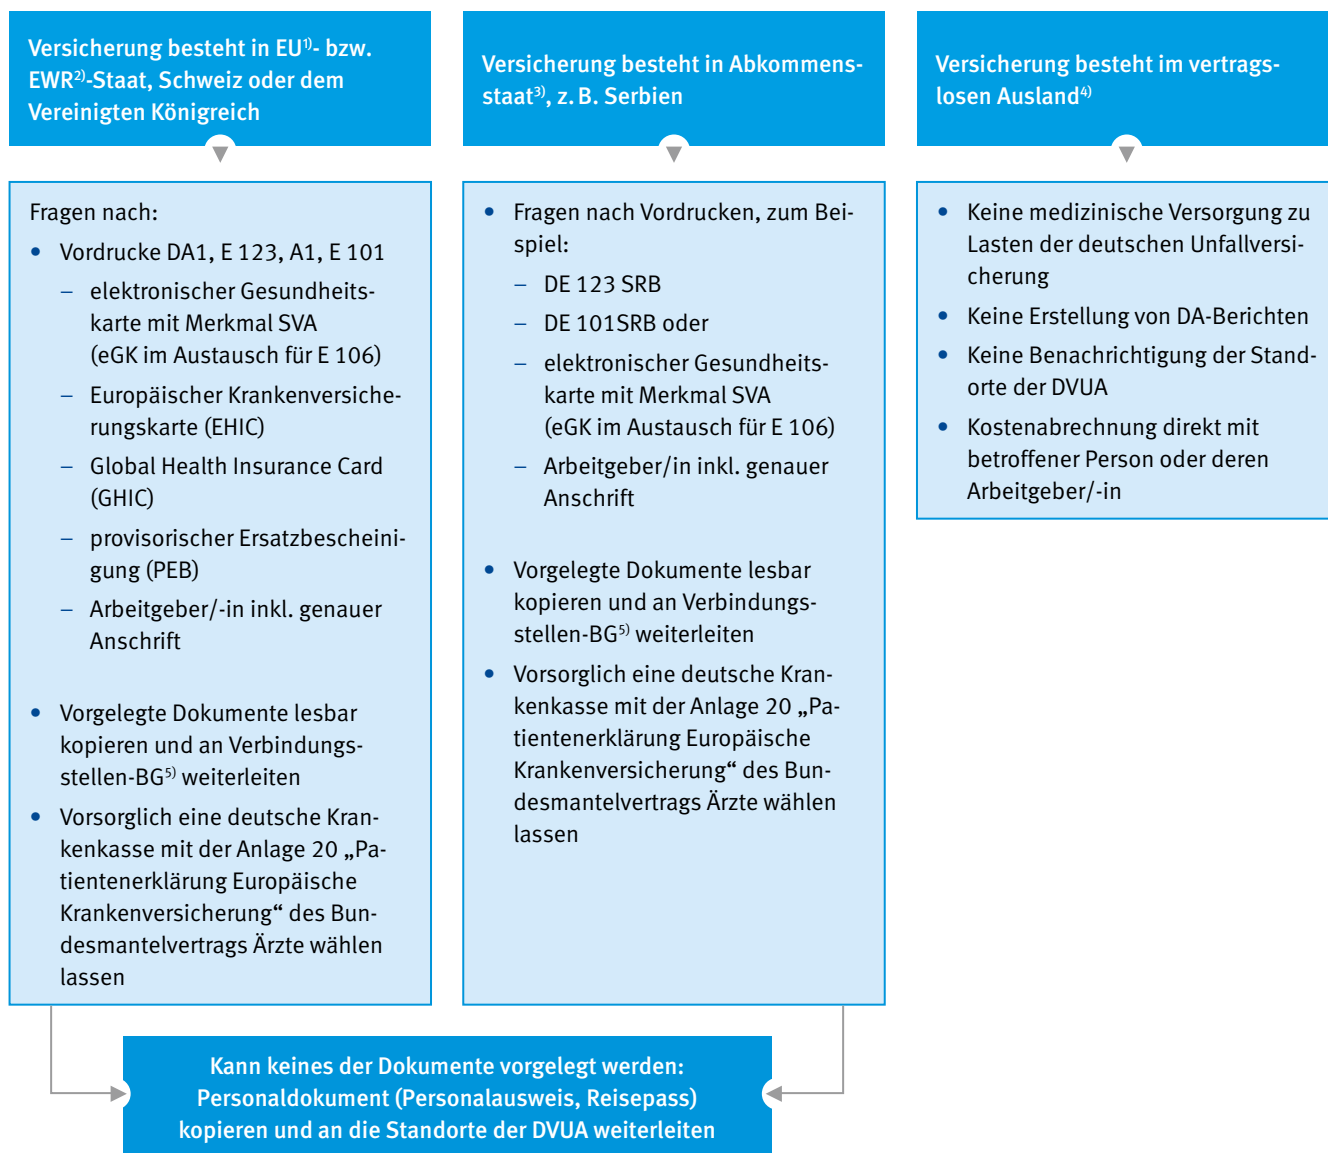 Versicherung besteht in EU¹⁾- bzw.
EWR²⁾-Staat, Schweiz oder dem
Vereinigten Königreich
Fragen nach:
• Vordrucke DA1, E 123, A1, E 101
– elektronischer Gesundheits-
karte mit Merkmal SVA
(eGK im Austausch für E 106)
– Europäischer Krankenversiche-
rungskarte (EHIC)
– Global Health Insurance Card
(GHIC)
– provisorischer Ersatzbescheini-
gung (PEB)
– Arbeitgeber/-in inkl. genauer
Anschrift
• Vorgelegte Dokumente lesbar
kopieren und an Verbindungs-
stellen-BG⁵⁾ weiterleiten
• Vorsorglich eine deutsche Kran-
kenkasse mit der Anlage 20 „Pa-
tientenerklärung Europäische
Krankenversicherung“ des Bun-
desmantelvertrags Ärzte wählen
lassen
Versicherung besteht in Abkommens-
staat³⁾, z. B. Serbien
• Fragen nach Vordrucken, zum Bei-
spiel:
– DE 123 SRB
– DE 101SRB oder
– elektronischer Gesundheits-
karte mit Merkmal SVA
(eGK im Austausch für E 106)
– Arbeitgeber/in inkl. genauer
Anschrift
• Vorgelegte Dokumente lesbar
kopieren und an Verbindungs-
stellen-BG⁵⁾ weiterleiten
• Vorsorglich eine deutsche Kran-
kenkasse mit der Anlage 20 „Pa-
tientenerklärung Europäische
Krankenversicherung“ des Bun-
desmantelvertrags Ärzte wählen
lassen
Versicherung besteht im vertrags-
losen Ausland⁴⁾
• Keine medizinische Versorgung zu
Lasten der deutschen Unfallversi-
cherung
• Keine Erstellung von DA-Berichten
• Keine Benachrichtigung der Stand-
orte der DVUA
• Kostenabrechnung direkt mit
betroffener Person oder deren
Arbeitgeber/-in
Kann keines der Dokumente vorgelegt werden:
Personaldokument (Personalausweis, Reisepass)
kopieren und an die Standorte der DVUA weiterleiten